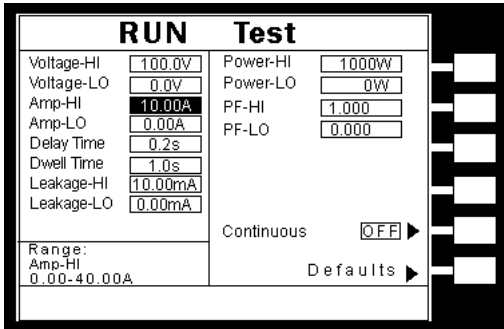 RUN Test
Voltage-HI 100.0V
Voltage-LO 0.0V
Amp-HI 10.00A
Amp-LO 0.00A
Delay Time 0.2s
Dwell Time 1.0s
Leakage-HI 10.00mA
Leakage-LO 0.00mA
Power-HI 1000W
Power-LO 0W
PF-HI 1.000
PF-LO 0.000
Continuous OFF
Defaults
Range:
Amp-HI
0.00-40.00A